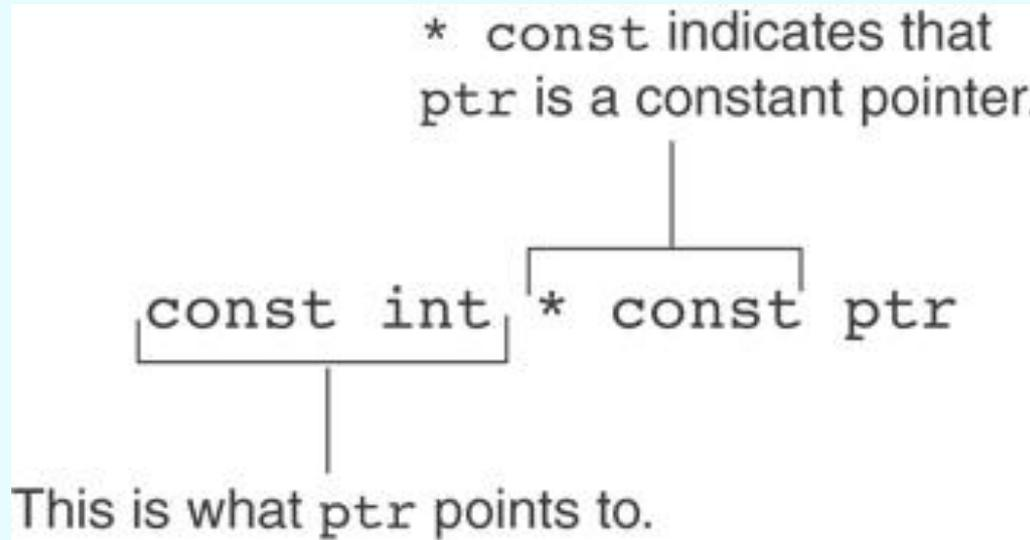 * const indicates that
ptr is a constant pointer.
const int * const ptr
This is what ptr points to.